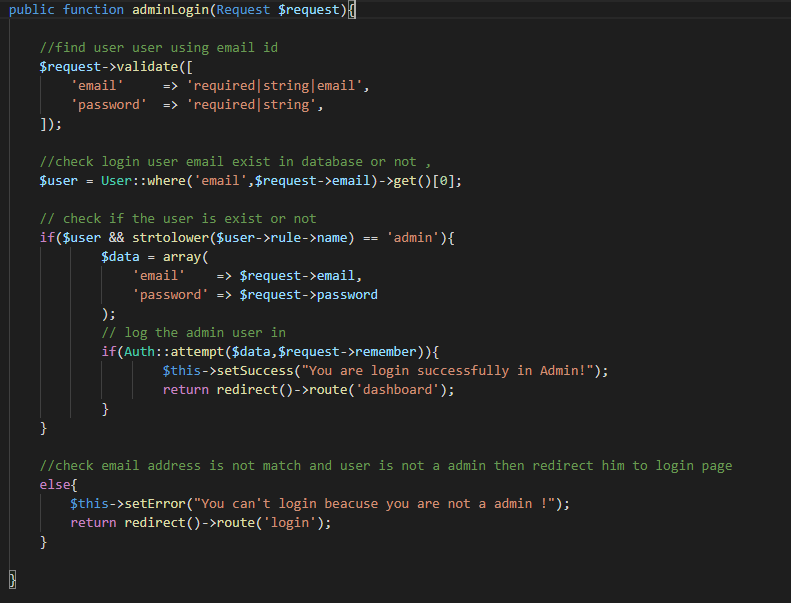 public function adminLogin(Request $request){
//find user user using email id
$request->validate([
'email' => 'required|string|email',
'password' => 'required|string',
]);
//check login user email exist in database or not ,
$user = User::where('email',$request->email)->get()[0];
// check if the user is exist or not
if($user && strtolower($user->rule->name) == 'admin'){
$data = array(
'email' => $request->email,
'password' => $request->password
);
// log the admin user in
if(Auth::attempt($data,$request->remember)){
$this->setSuccess("You are login successfully in Admin!");
return redirect()->route('dashboard');
}
}
//check email address is not match and user is not a admin then redirect him to login page
else{
$this->setError("You can't login beacuse you are not a admin !");
return redirect()->route('login');
}
}